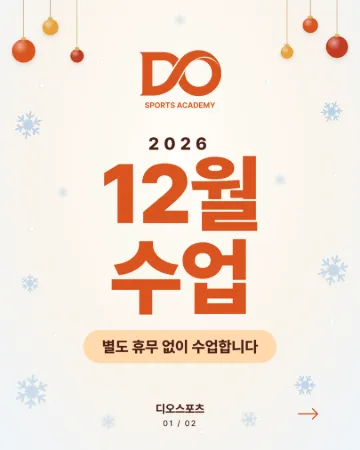 DO
SPORTS ACADEMY
2026
12월
수업
별도 휴무 없이 수업합니다
디오스포츠
01 / 02